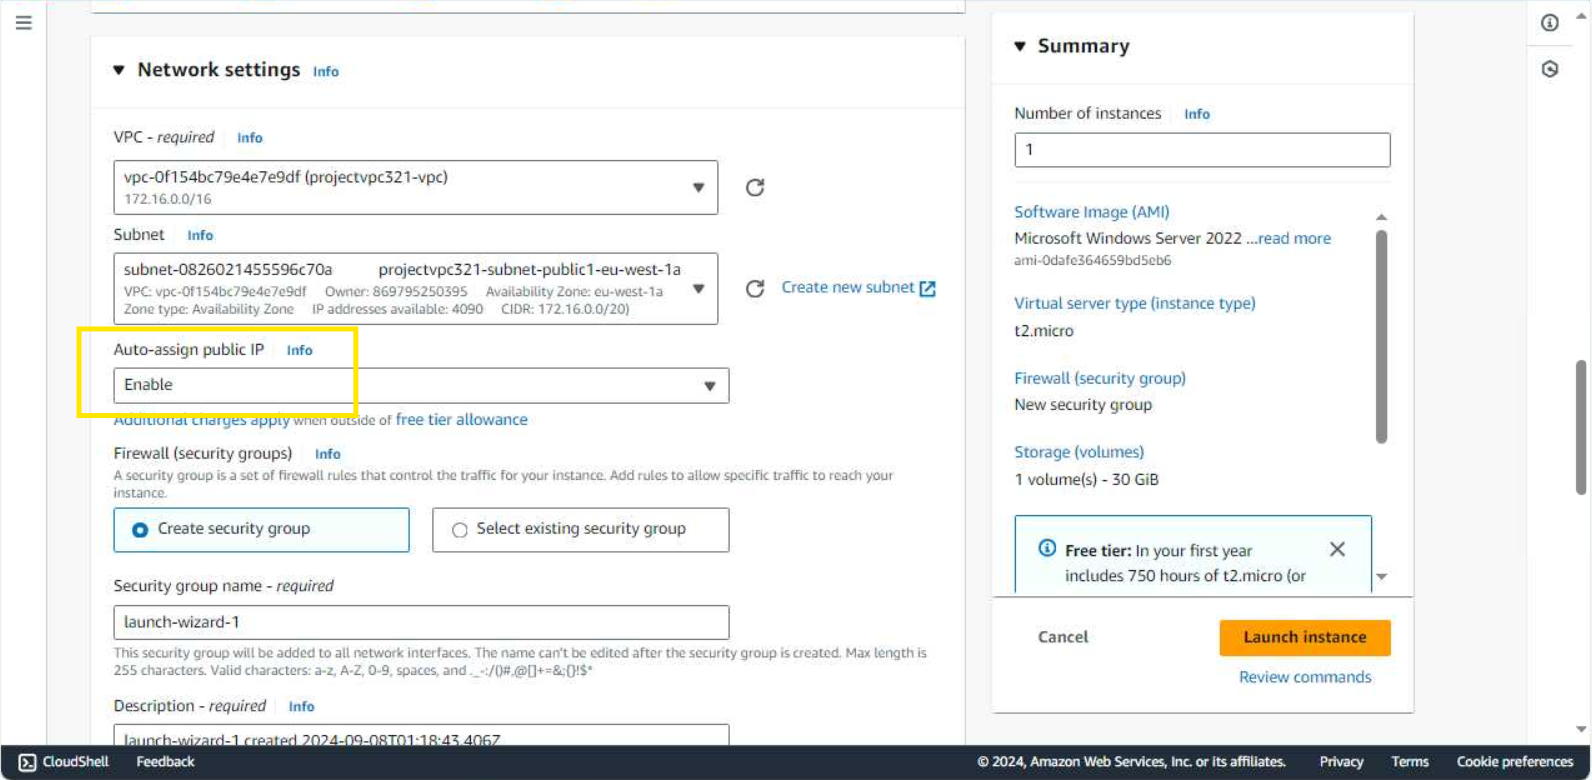 Network settings Info
VPC - required Info
vpc-0f154bc79e4e7e9df (projectvpc321-vpc)
172.16.0.0/16
Subnet Info
subnet-0826021455596c70a projectvpc321-subnet-public1-eu-west-1a
VPC: vpc-0f154bc79e4e7e9df Owner: 869795250395 Availability Zone: eu-west-1a
Zone type: Availability Zone IP addresses available: 4090 CIDR: 172.16.0.0/20)
Create new subnet
Auto-assign public IP Info
Enable
Additional charges apply when outside of free tier allowance
Firewall (security groups) Info
A security group is a set of firewall rules that control the traffic for your instance. Add rules to allow specific traffic to reach your
instance.
Create security group
Select existing security group
Security group name - required
launch-wizard-1
This security group will be added to all network interfaces. The name can't be edited after the security group is created. Max length is
255 characters. Valid characters: a-z, A-Z, 0-9, spaces, and ._-:/()#,@[]+=&;{}!$*
Description - required Info
launch-wizard-1 created 2024-09-08T01:18:43.406Z
Summary
Number of instances Info
1
Software Image (AMI)
Microsoft Windows Server 2022 ...read more
ami-0dafe364659bd5eb6
Virtual server type (instance type)
t2.micro
Firewall (security group)
New security group
Storage (volumes)
1 volume(s) - 30 GiB
Free tier: In your first year
includes 750 hours of t2.micro (or
Cancel
Launch instance
Review commands
CloudShell Feedback
© 2024, Amazon Web Services, Inc. or its affiliates. Privacy Terms Cookie preferences